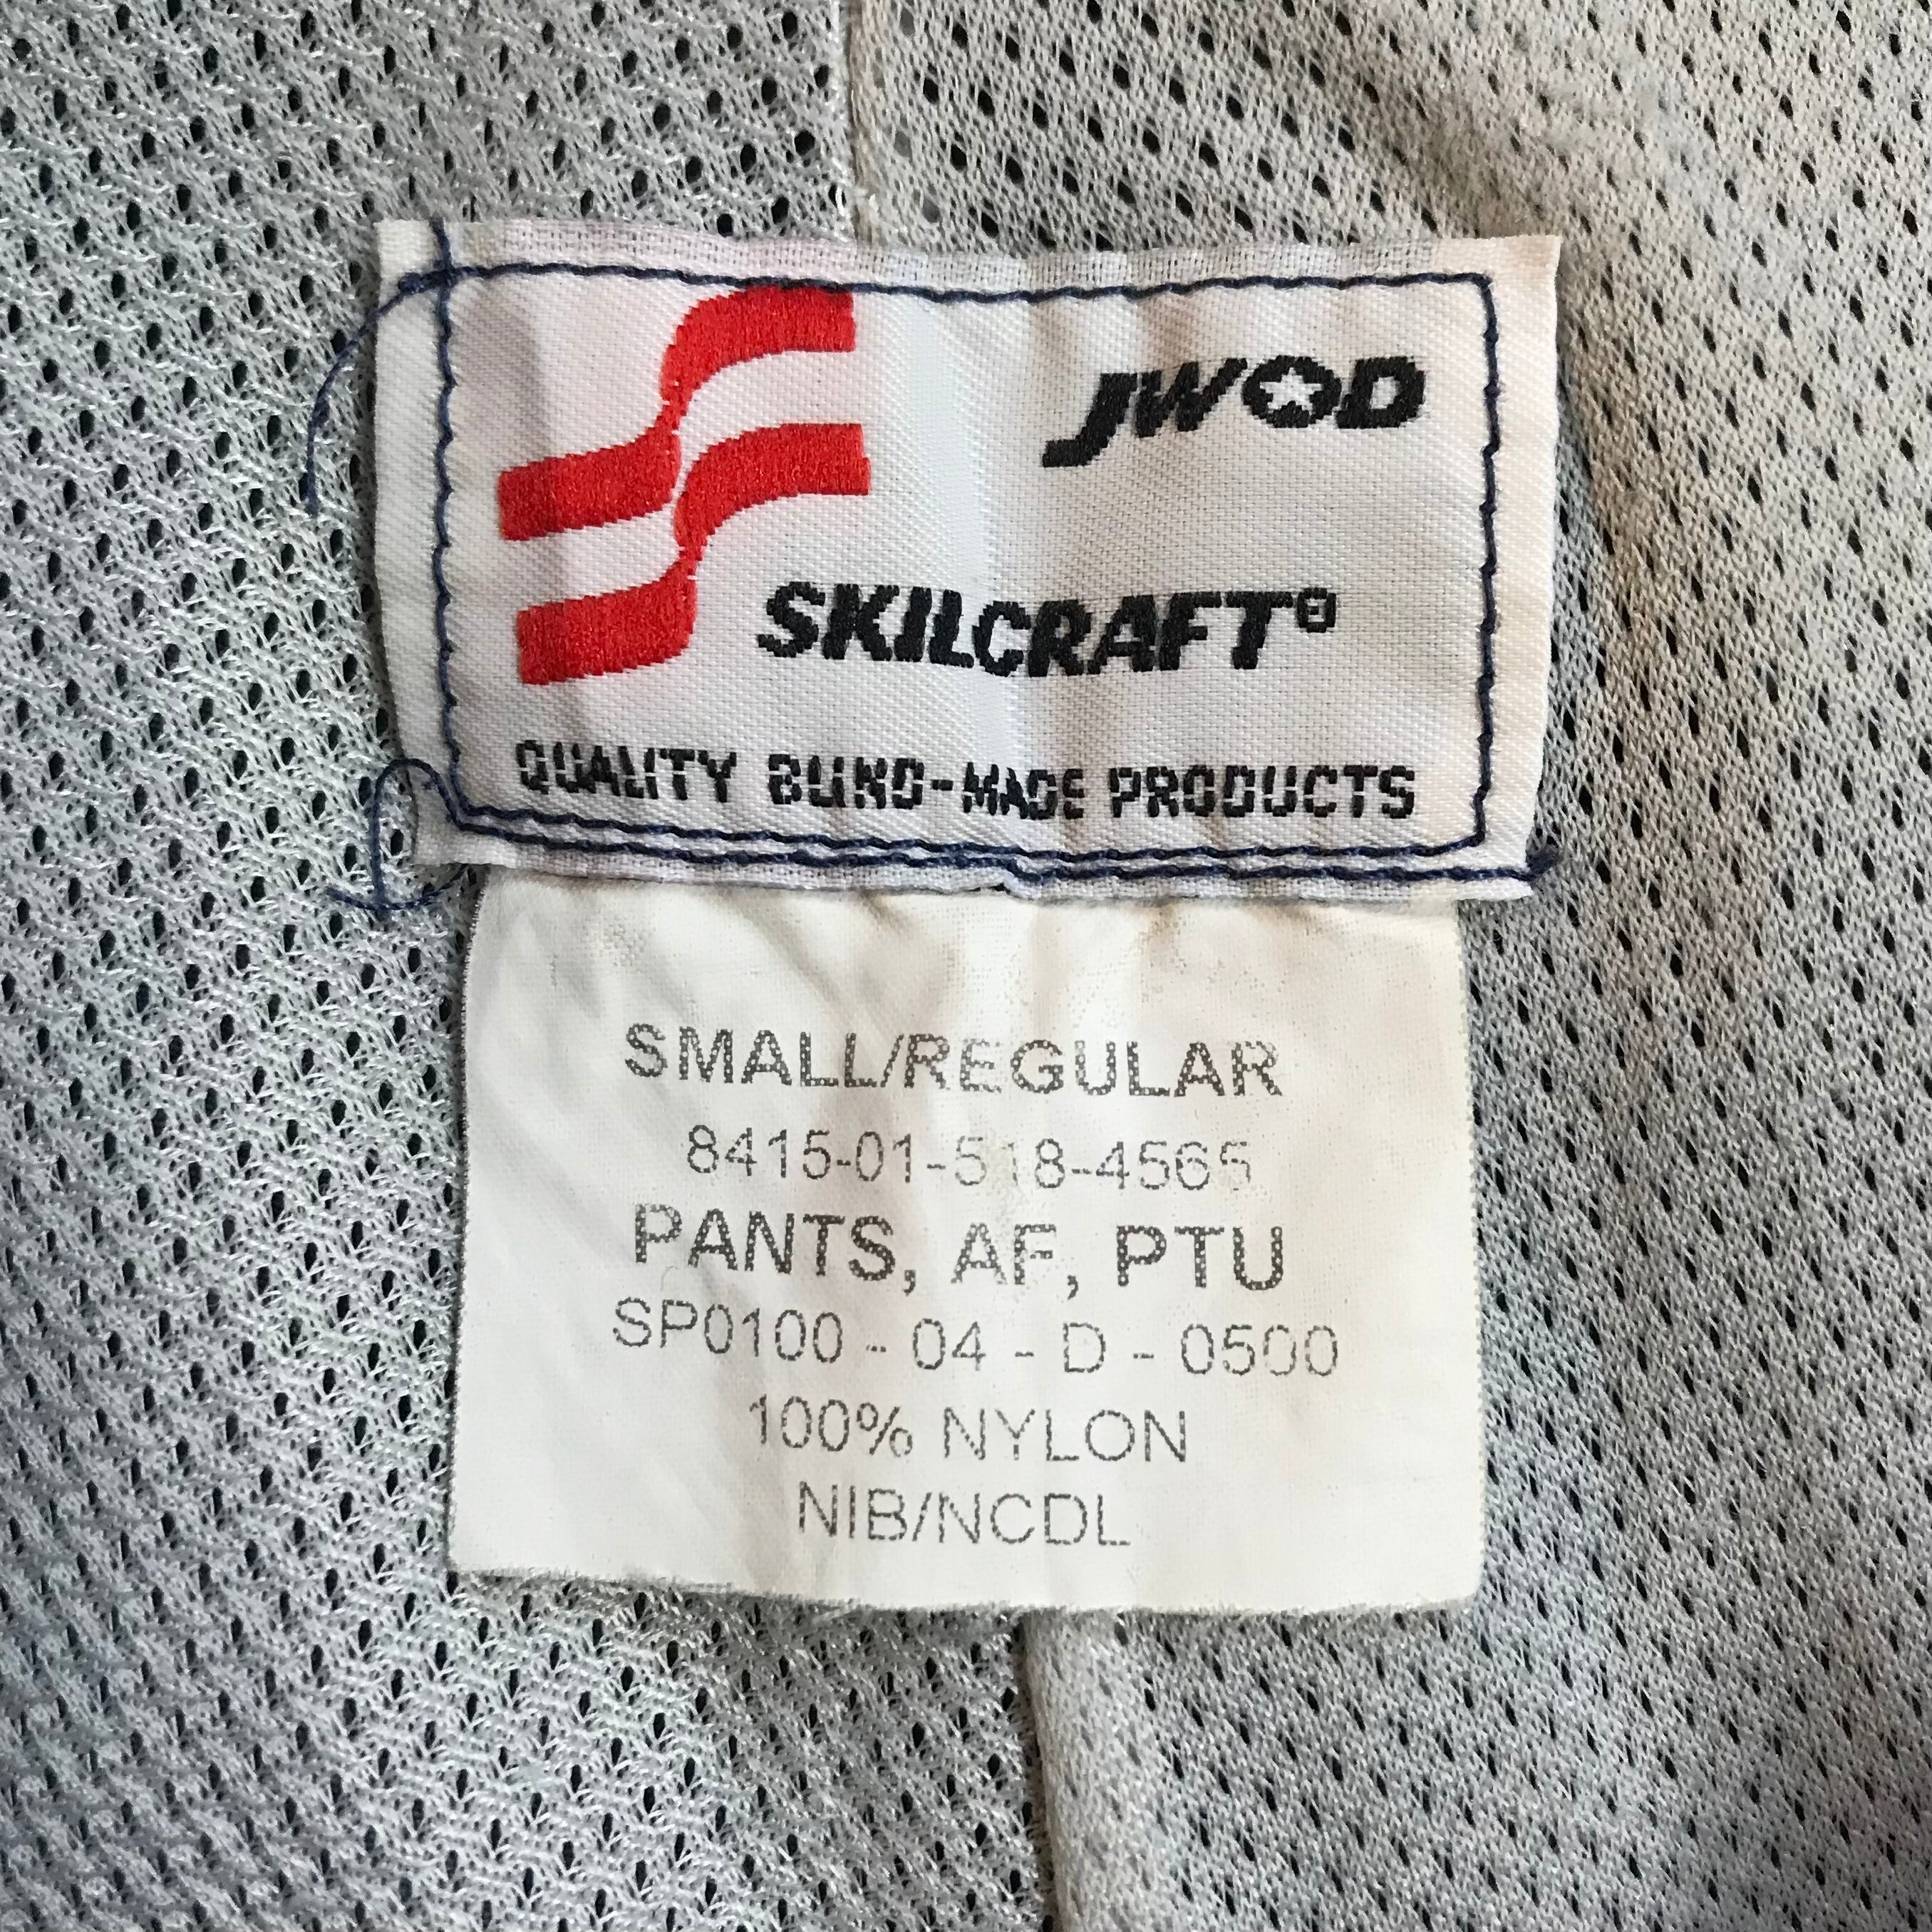 JWOD
SKILCRAFT®
QUALITY BLIND-MADE PRODUCTS
SMALL/REGULAR
8415-01-518-4565
PANTS, AF, PTU
SP0100 - 04 - D - 0500
100% NYLON
NIB/NCDL